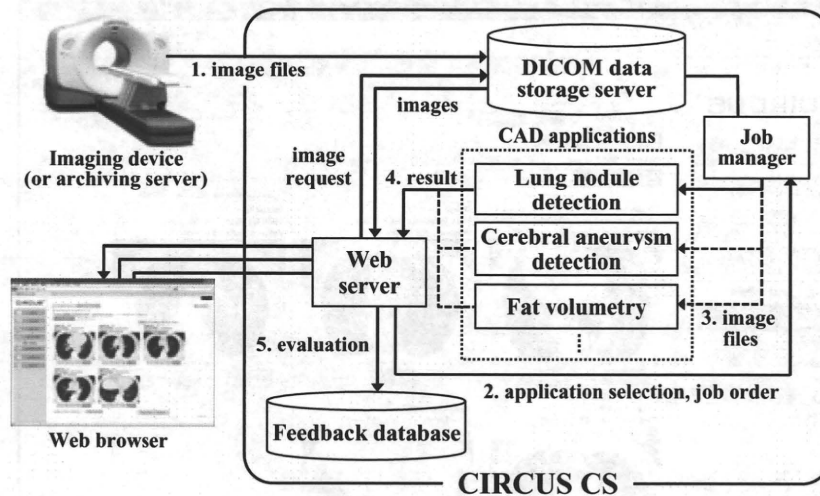 1. image files
DICOM data
storage server
images
CAD applications
Job
manager
Imaging device
(or archiving server)
image
request
4. result
Lung nodule
detection
Cerebral aneurysm
detection
Web
server
Fat volumetry
3. image
files
5. evaluation
2. application selection, job order
Web browser
Feedback database
CIRCUS CS